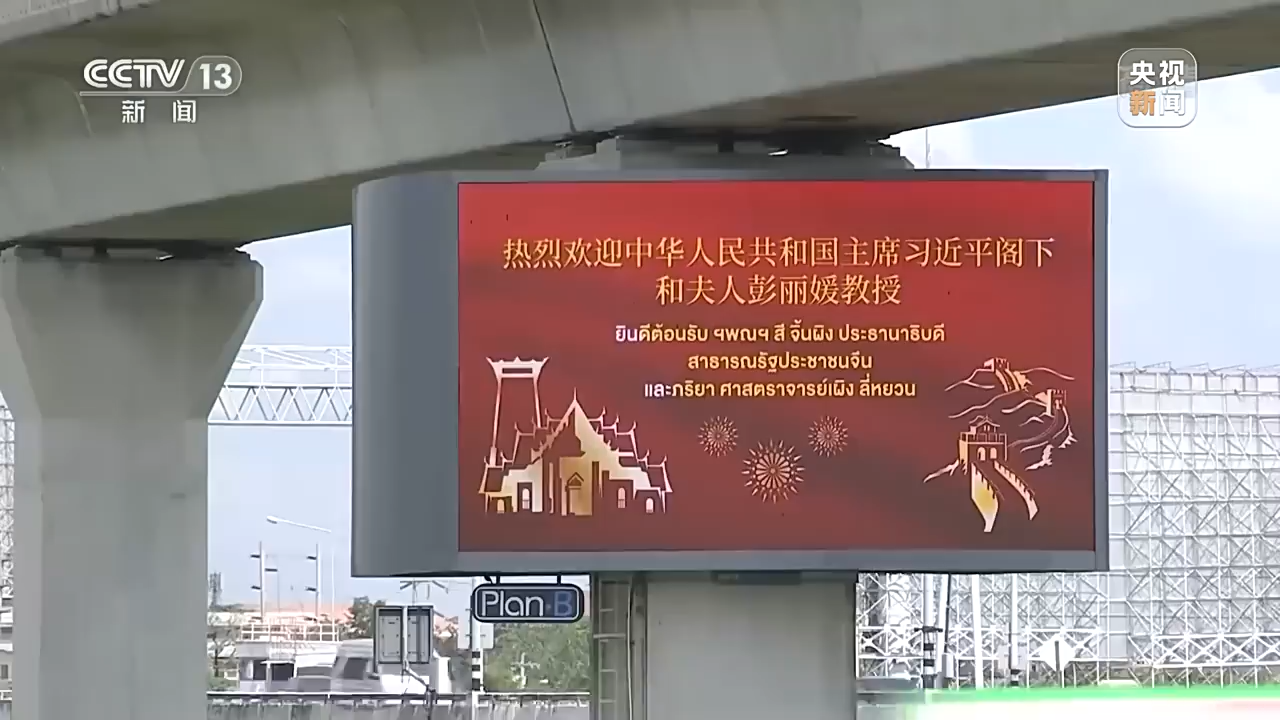 CCTV 13
新闻
央视
新闻
热烈欢迎中华人民共和国主席习近平阁下
和夫人彭丽媛教授
ยินดีต้อนรับ ฯพณฯ สี จิ้นผิง ประธานาธิบดี
สาธารณรัฐประชาชนจีน
และภริยา ศาสตราจารย์เผิง ลี่หยวน
Plan B